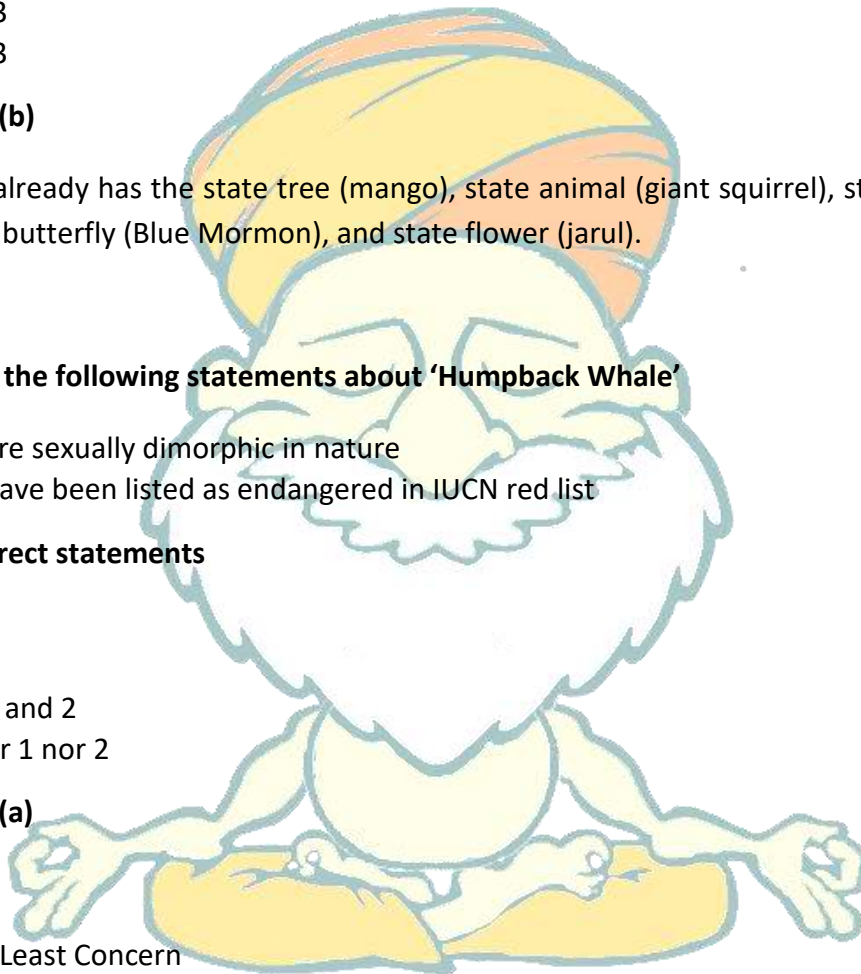 3
3
(b)
already has the state tree (mango), state animal (giant squirrel), st
butterfly (Blue Mormon), and state flower (jarul).
the following statements about ‘Humpback Whale’
re sexually dimorphic in nature
ave been listed as endangered in IUCN red list
rect statements
and 2
r 1 nor 2
(a)
Least Concern